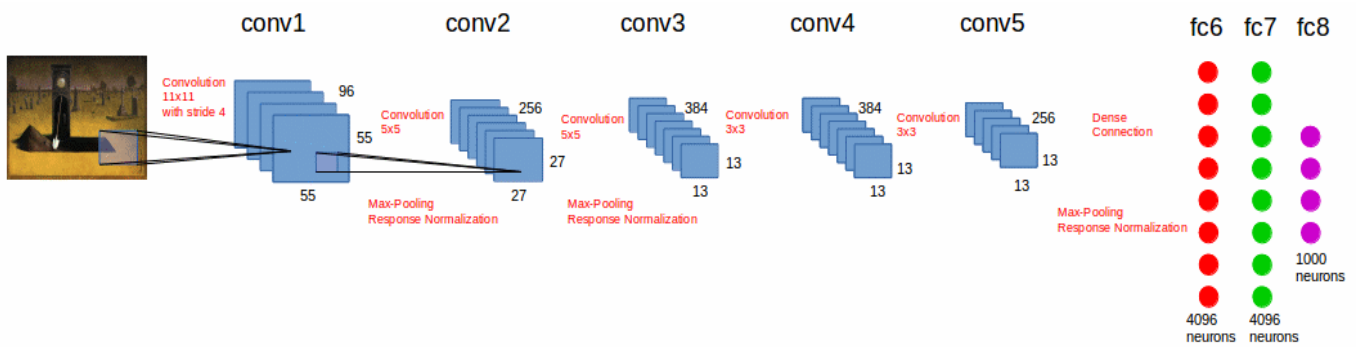 conv1
conv2
conv3
conv4
conv5
fc6
fc7
fc8
Convolution
11x11
with stride 4
96
55
55
Convolution
5x5
256
27
27
Max-Pooling
Response Normalization
Convolution
5x5
384
13
13
Max-Pooling
Response Normalization
Convolution
3x3
384
13
13
Convolution
3x3
256
13
13
Dense
Connection
Max-Pooling
Response Normalization
4096
neurons
4096
neurons
1000
neurons